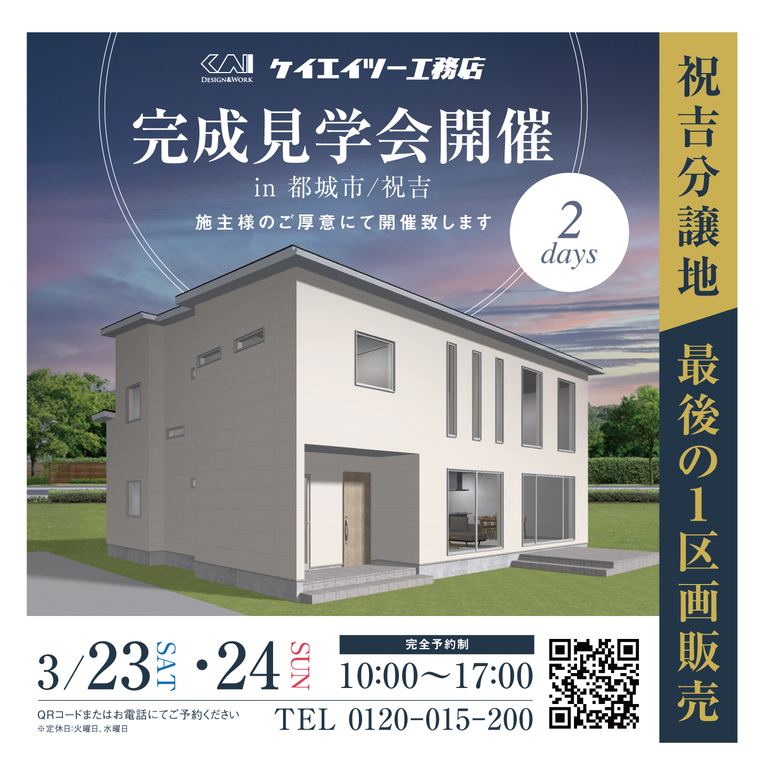 KAI
DESIGN&WORK
ケイエイツー工務店
完成見学会開催
in 都城市/祝吉
施主様のご厚意にて開催致します
2
days
祝吉分譲地
最後の1区画販売
3/23 SAT ・24 SUN
完全予約制
10:00〜17:00
QRコードまたはお電話にてご予約ください
※定休日:火曜日、水曜日
TEL 0120-015-200